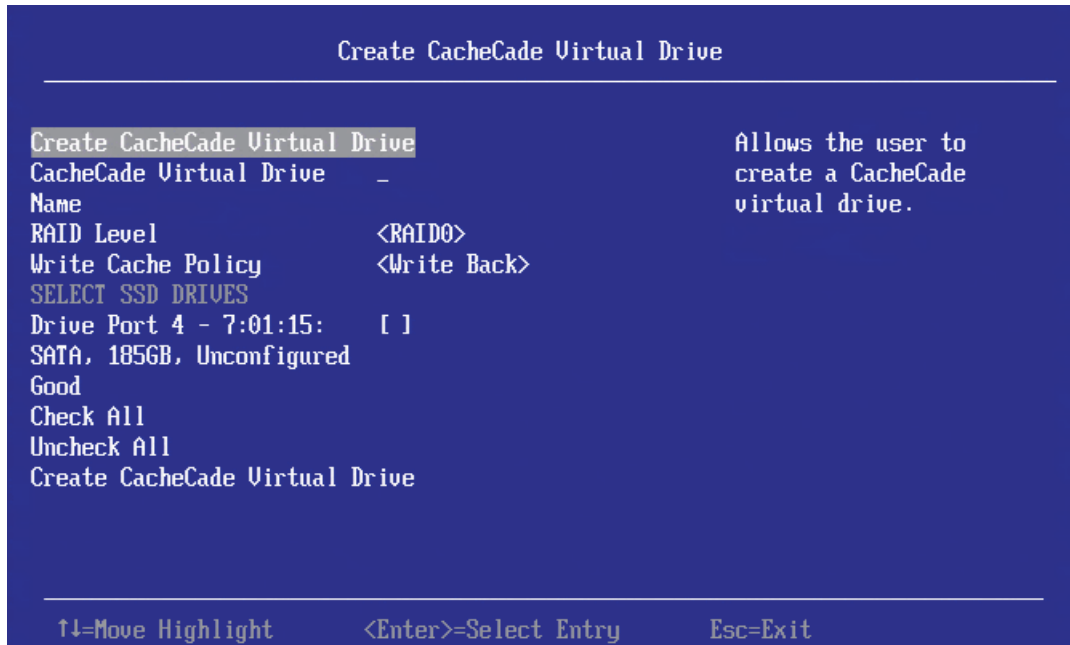 Create CacheCade Virtual Drive
Create CacheCade Virtual Drive
CacheCade Virtual Drive _
Name
RAID Level <RAID0>
Write Cache Policy <Write Back>
SELECT SSD DRIVES
Drive Port 4 - 7:01:15: [ ]
SATA, 185GB, Unconfigured
Good
Check All
Uncheck All
Create CacheCade Virtual Drive
Allows the user to
create a CacheCade
virtual drive.
↑↓=Move Highlight <Enter>=Select Entry Esc=Exit